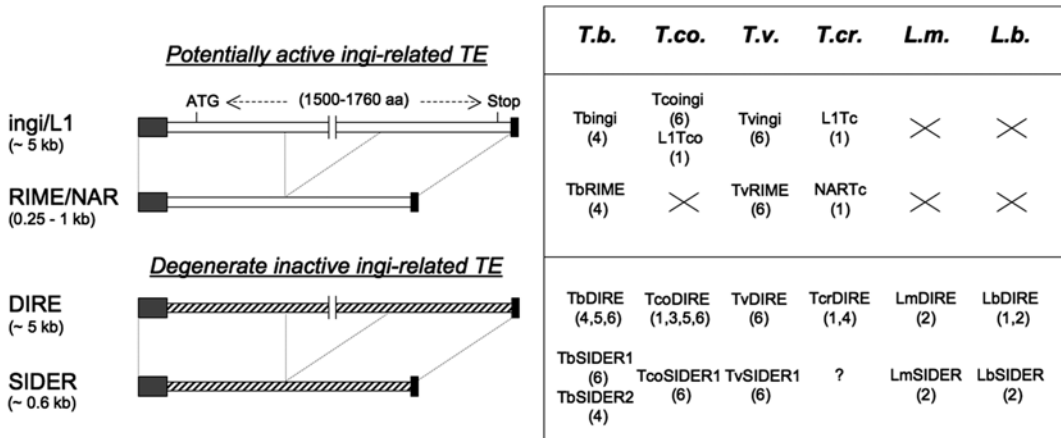 T.b. T.co. T.v. T.cr. L.m. L.b.
Potentially active ingi-related TE
ATG (1500-1760 aa) Stop
ingi/L1
(~ 5 kb)
Tbingi
(4)
Tcoingi
(6)
L1Tco
(1)
Tvingi
(6)
L1Tc
(1)
RIME/NAR
(0.25 - 1 kb)
TbRIME
(4)
TvRIME
(6)
NARTc
(1)
Degenerate inactive ingi-related TE
DIRE
(~ 5 kb)
TbDIRE
(4,5,6)
TcoDIRE
(1,3,5,6)
TvDIRE
(6)
TcrDIRE
(1,4)
LmDIRE
(2)
LbDIRE
(1,2)
SIDER
(~ 0.6 kb)
TbSIDER1
(6)
TbSIDER2
(4)
TcoSIDER1
(6)
TvSIDER1
(6)
?
LmSIDER
(2)
LbSIDER
(2)